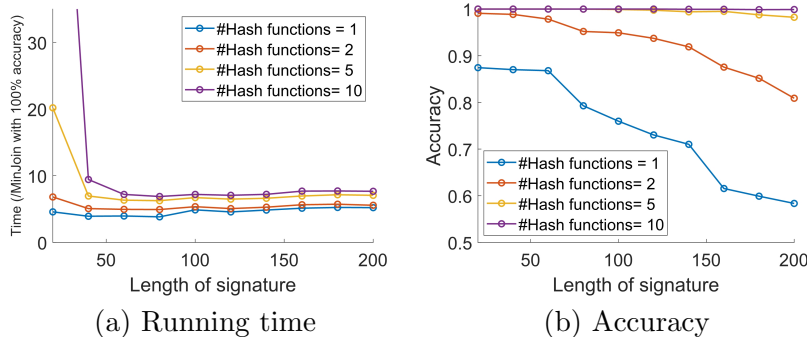 Time (/MinJoin with 100% accuracy)
30
20
10
0
#Hash functions = 1
#Hash functions= 2
#Hash functions= 5
#Hash functions= 10
50
100
150
200
Length of signature
(a) Running time
Accuracy
1
0.9
0.8
0.7
0.6
0.5
#Hash functions = 1
#Hash functions= 2
#Hash functions= 5
#Hash functions= 10
50
100
150
200
Length of signature
(b) Accuracy